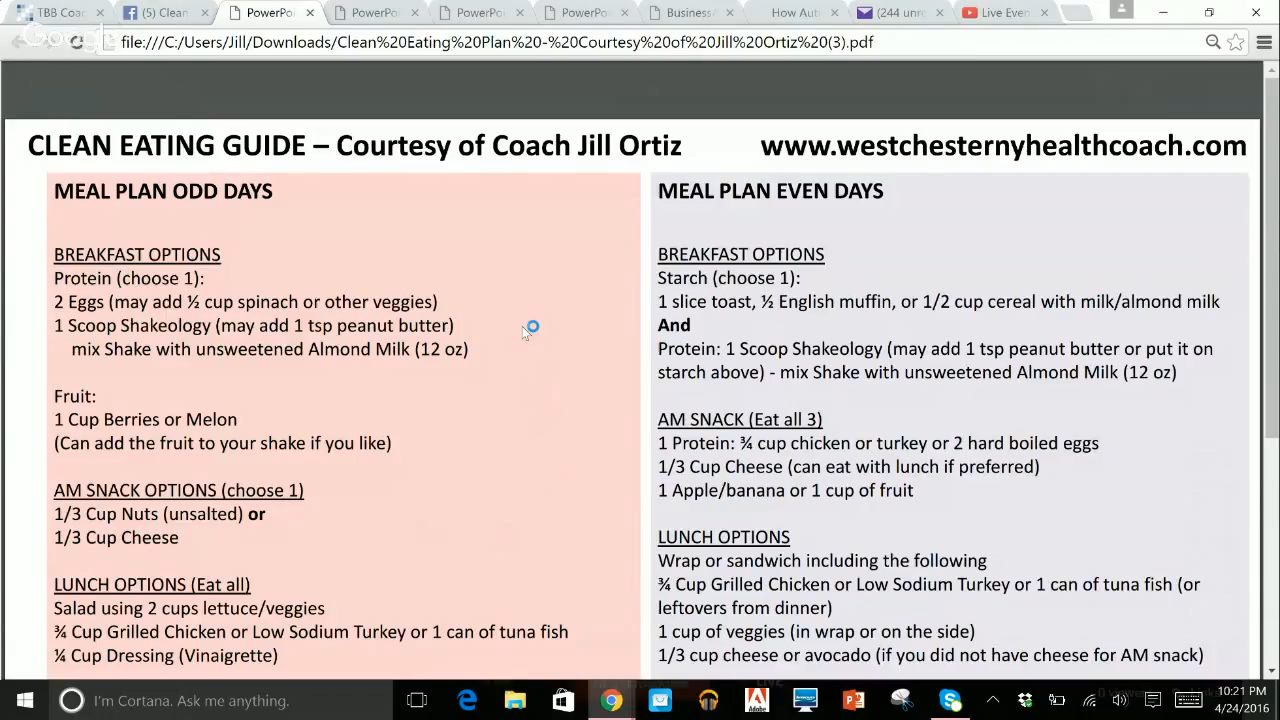 TBB Coac
(5) Clean
PowerPoi
PowerPoi
PowerPoi
PowerPoi
Business
How Auto
(244 unre
Live Even
Google
file:///C:/Users/Jill/Downloads/Clean%20Eating%20Plan%20-%20Courtesy%20of%20Jill%20Ortiz%20(3).pdf
CLEAN EATING GUIDE – Courtesy of Coach Jill Ortiz
www.westchesternyhealthcoach.com
MEAL PLAN ODD DAYS
BREAKFAST OPTIONS
Protein (choose 1):
2 Eggs (may add ½ cup spinach or other veggies)
1 Scoop Shakeology (may add 1 tsp peanut butter)
mix Shake with unsweetened Almond Milk (12 oz)
Fruit:
1 Cup Berries or Melon
(Can add the fruit to your shake if you like)
AM SNACK OPTIONS (choose 1)
1/3 Cup Nuts (unsalted) or
1/3 Cup Cheese
LUNCH OPTIONS (Eat all)
Salad using 2 cups lettuce/veggies
¾ Cup Grilled Chicken or Low Sodium Turkey or 1 can of tuna fish
¼ Cup Dressing (Vinaigrette)
MEAL PLAN EVEN DAYS
BREAKFAST OPTIONS
Starch (choose 1):
1 slice toast, ½ English muffin, or 1/2 cup cereal with milk/almond milk
And
Protein: 1 Scoop Shakeology (may add 1 tsp peanut butter or put it on
starch above) - mix Shake with unsweetened Almond Milk (12 oz)
AM SNACK (Eat all 3)
1 Protein: ¾ cup chicken or turkey or 2 hard boiled eggs
1/3 Cup Cheese (can eat with lunch if preferred)
1 Apple/banana or 1 cup of fruit
LUNCH OPTIONS
Wrap or sandwich including the following
¾ Cup Grilled Chicken or Low Sodium Turkey or 1 can of tuna fish (or
leftovers from dinner)
1 cup of veggies (in wrap or on the side)
1/3 cup cheese or avocado (if you did not have cheese for AM snack)
I'm Cortana. Ask me anything.
Adobe
LIVE
10:21 PM
4/24/2016